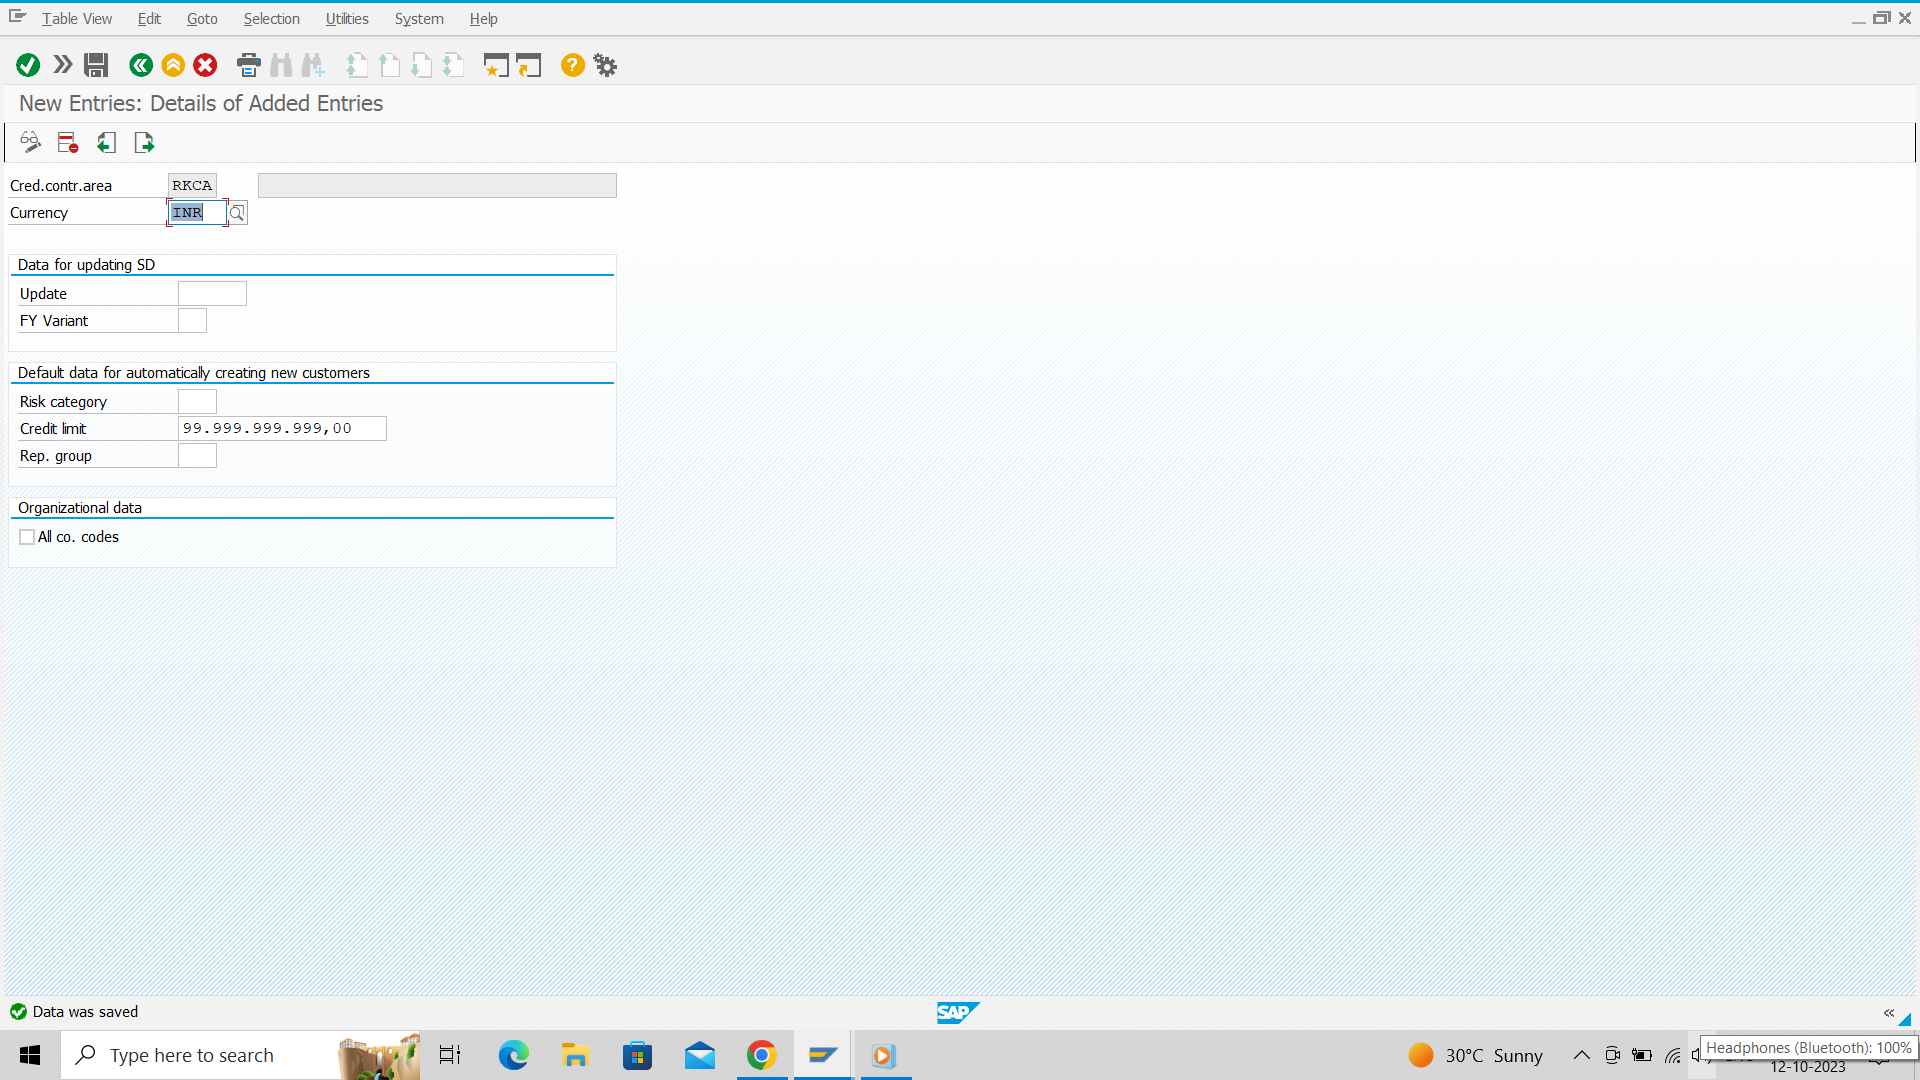 Table View Edit Goto Selection Utilities System Help
New Entries: Details of Added Entries
Cred.contr.area RKCA
Currency INR
Data for updating SD
Update
FY Variant
Default data for automatically creating new customers
Risk category
Credit limit 99.999.999.999,00
Rep. group
Organizational data
All co. codes
Data was saved
SAP
Type here to search
30°C Sunny
Headphones (Bluetooth): 100%
12-10-2023